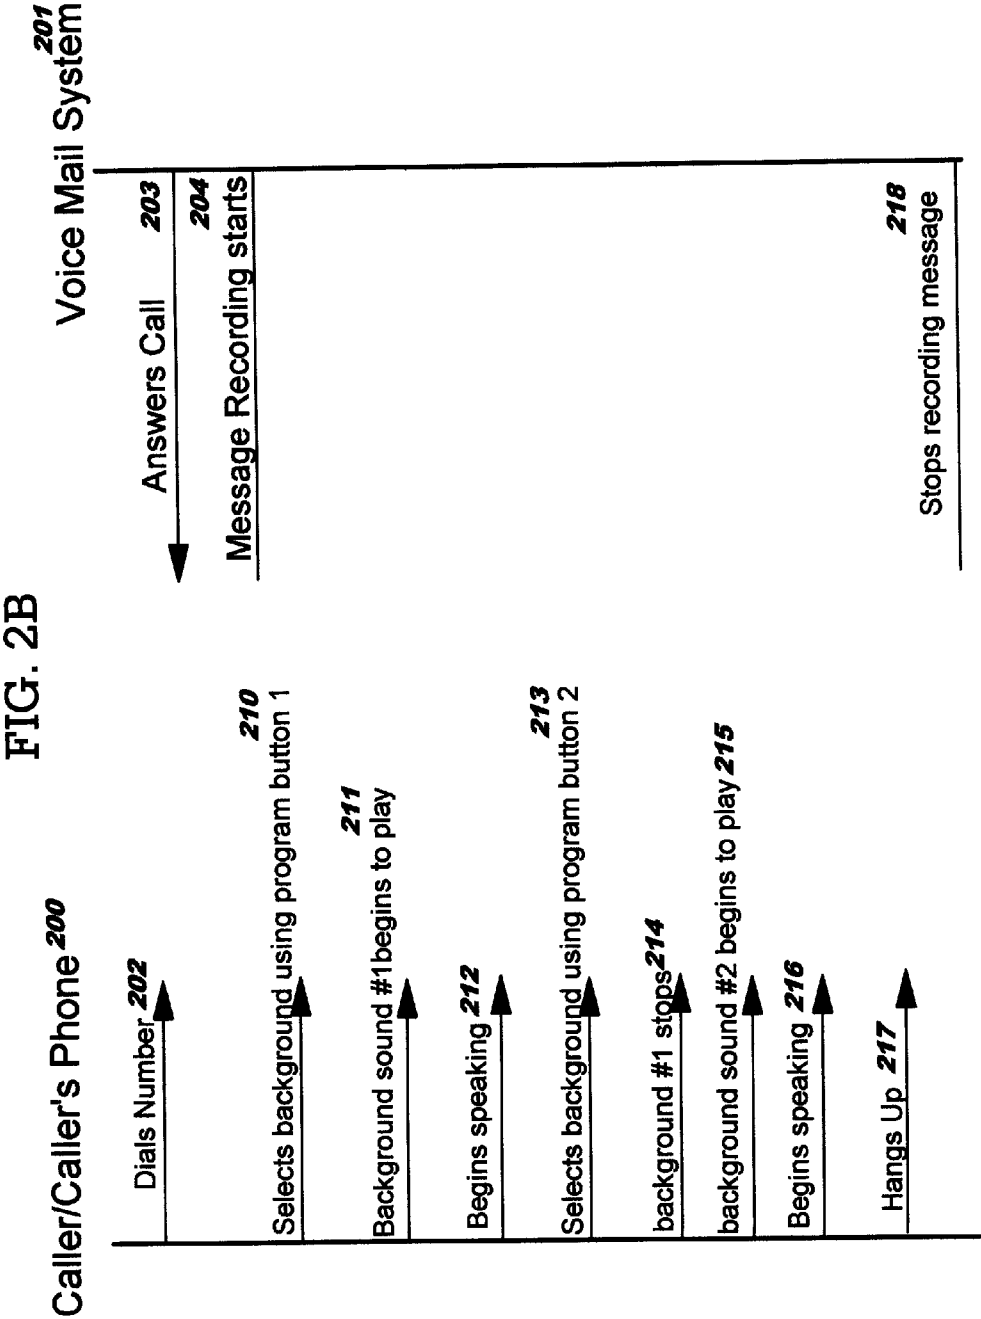 FIG. 2B
Caller/Caller's Phone 200
Voice Mail System 201
Dials Number 202
Answers Call 203
204
Message Recording starts
210
Selects background using program button 1
211
Background sound #1begins to play
Begins speaking 212
213
Selects background using program button 2
background #1 stops 214
background sound #2 begins to play 215
Begins speaking 216
Hangs Up 217
218
Stops recording message